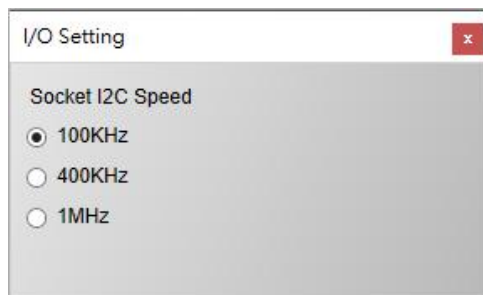 I/O Setting
x
Socket I2C Speed
100KHz
400KHz
1MHz